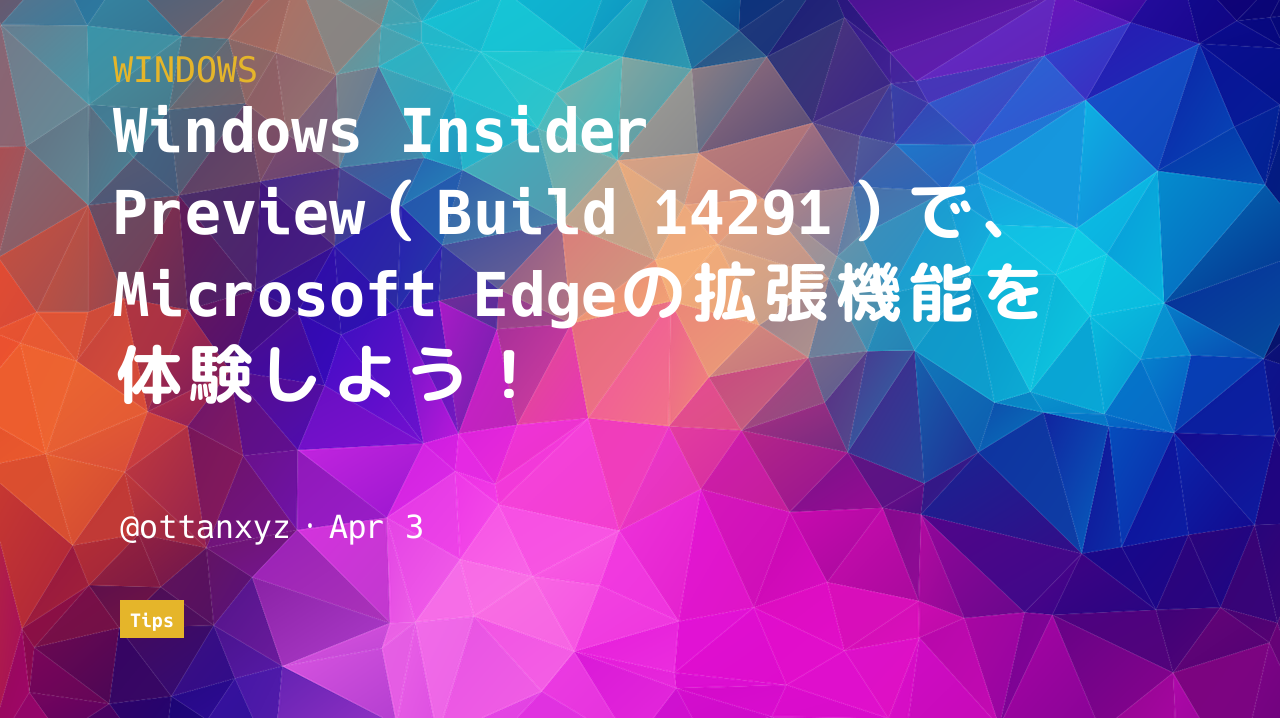 WINDOWS
Windows Insider
Preview（Build 14291）で、
Microsoft Edgeの拡張機能を
体験しよう！
@ottanxyz · Apr 3
Tips